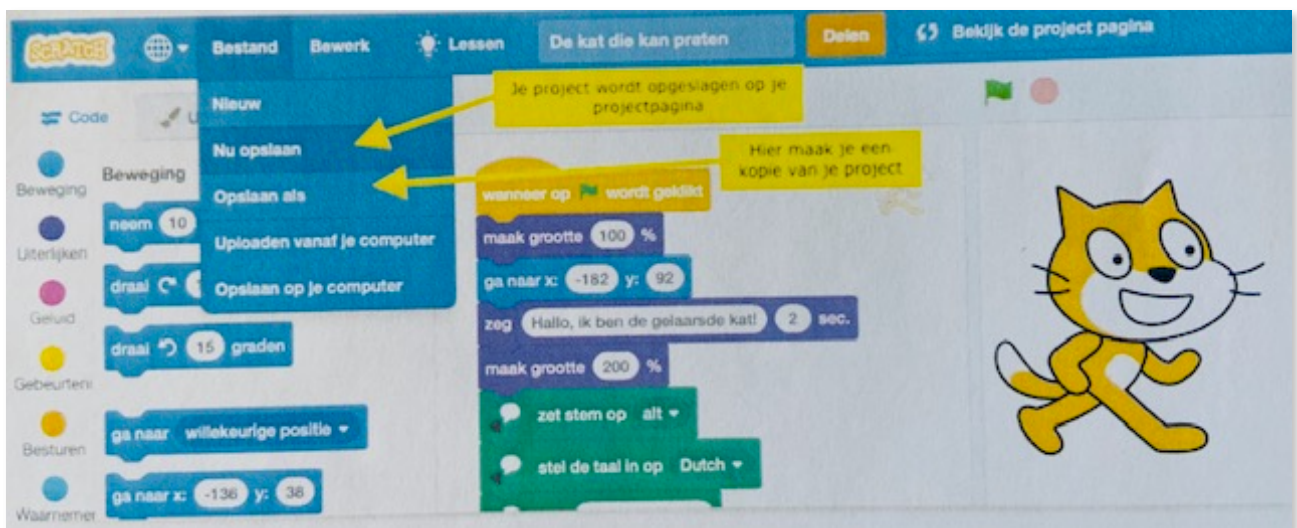 SCRATCH
Bestand
Bewerk
Lessen
De kat die kan praten
Delen
Bekijk de project pagina
Code
U
Nieuw
Nu opslaan
Opslaan als
Uploaden vanaf je computer
Opslaan op je computer
Je project wordt opgeslagen op je
projectpagina
Hier maak je een
kopie van je project
Beweging
Uiterlijken
Geluid
Gebeurteni
Besturen
Waarnemen
Beweging
neem 10
draai
draai 15 graden
ga naar willekeurige positie
ga naar x: -136 y: 38
wanneer op wordt geklikt
maak grootte 100 %
ga naar x: -182 y: 92
zeg Hallo, ik ben de gelaarsde kat! 2 sec.
maak grootte 200 %
zet stem op alt
stel de taal in op Dutch